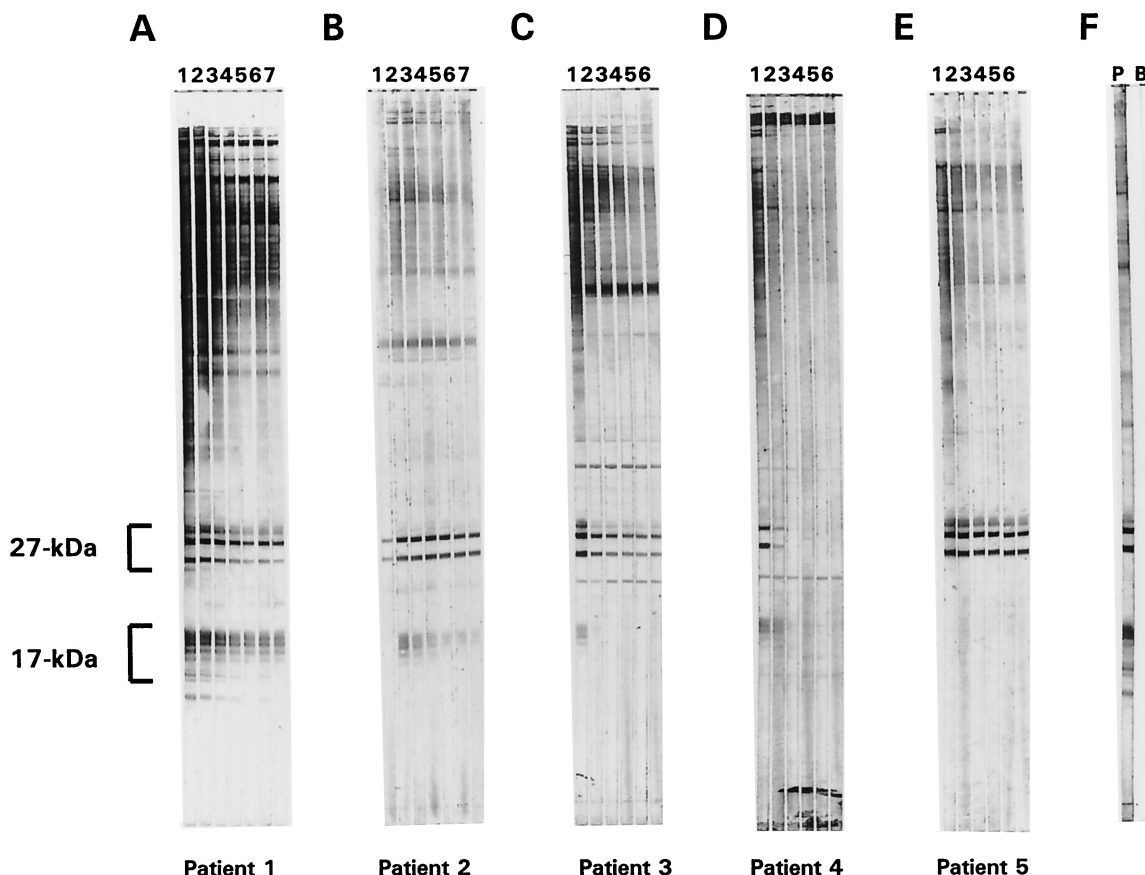 A B C D E F
1234567 1234567 123456 123456 123456 P B
27-kDa
17-kDa
Patient 1 Patient 2 Patient 3 Patient 4 Patient 5